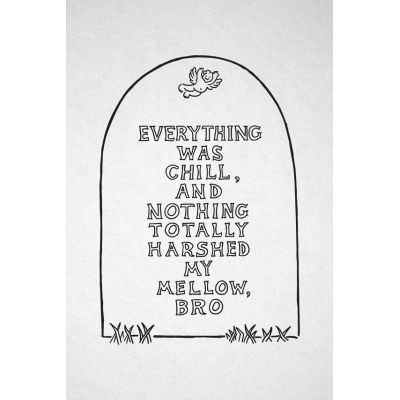 EVERYTHING
WAS
CHILL,
AND
NOTHING
TOTALLY
HARSHED
MY
MELLOW,
BRO